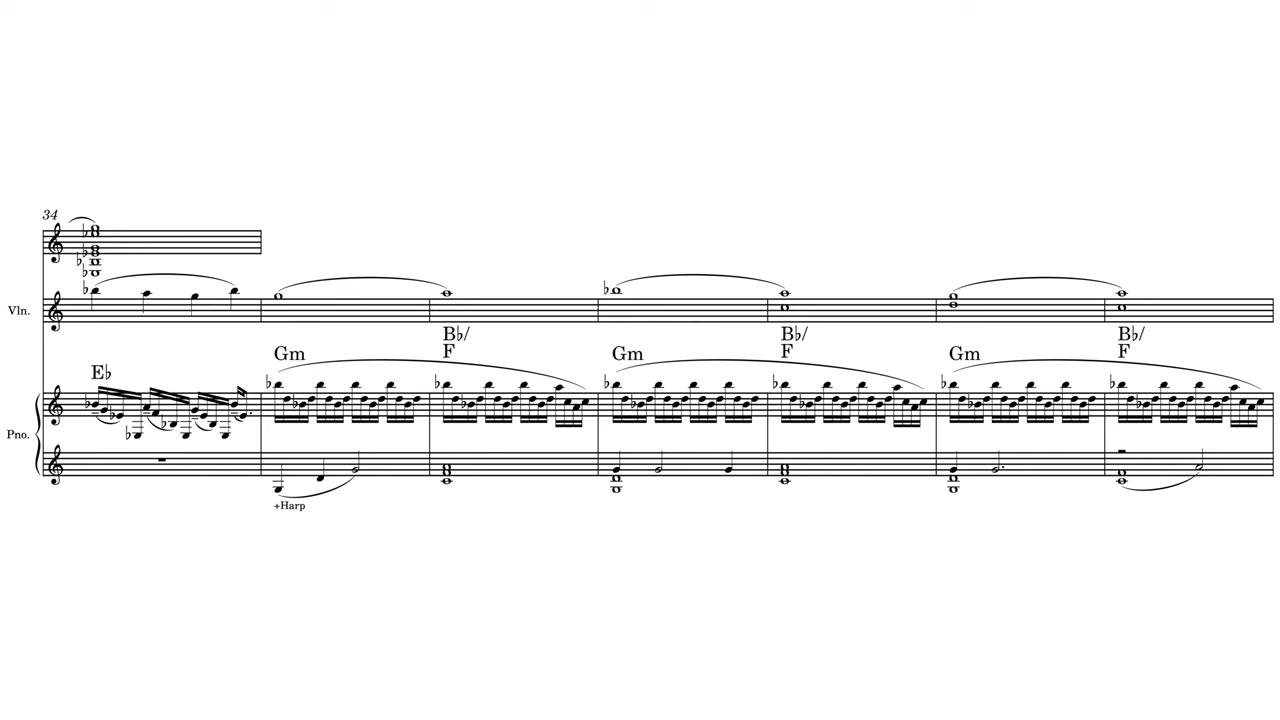 34
Vln.
B♭/ B♭/ B♭/
Gm F Gm F Gm F
E♭
Pno.
+Harp